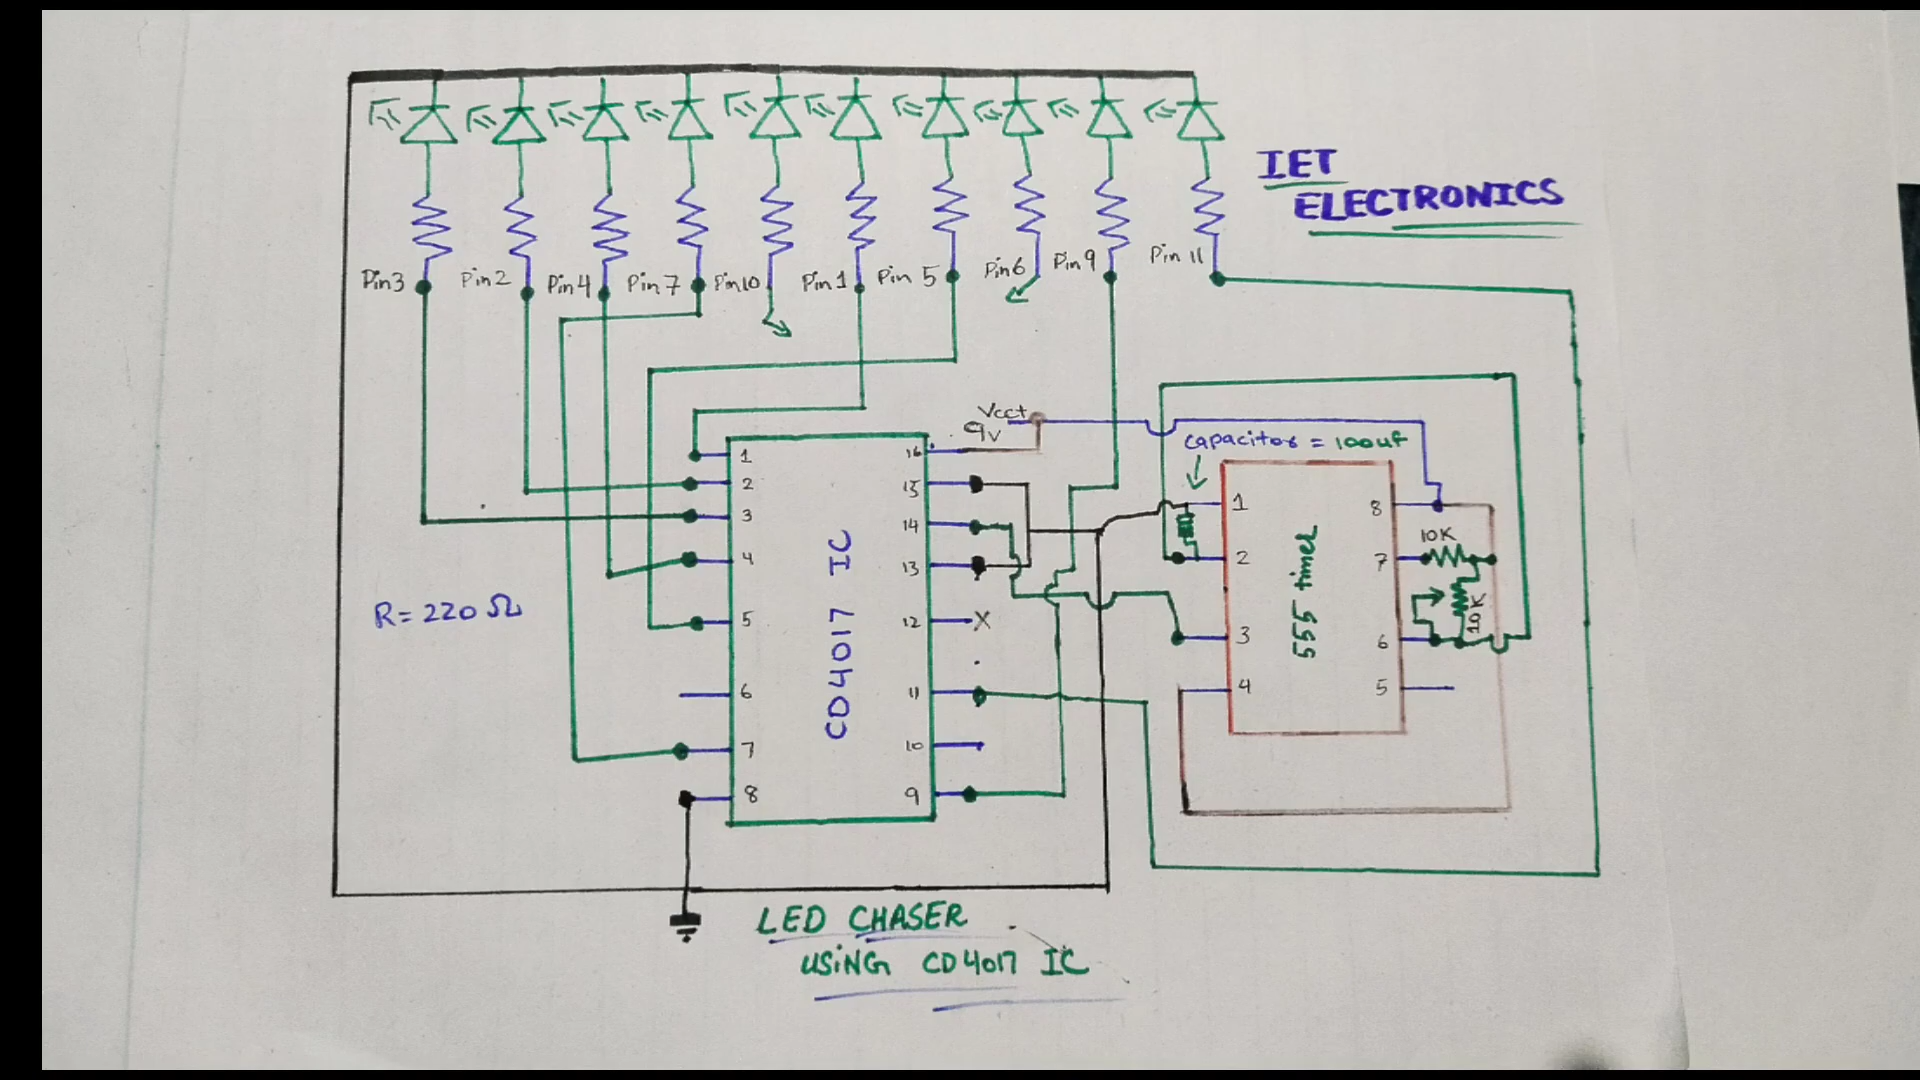 IET
ELECTRONICS
Pin3
Pin2
Pin4
Pin7
Pin10
Pin1
Pin 5
Pin6
Pin9
Pin 11
Vcc+
9V
capacitor = 100uf
R= 220 Ω
1
2
3
4
5
6
7
8
CD4017 IC
16
15
14
13
12
X
11
10
9
1
2
3
4
555 timer
8
7
6
5
10K
10K
LED CHASER
USiNG CD4017 IC